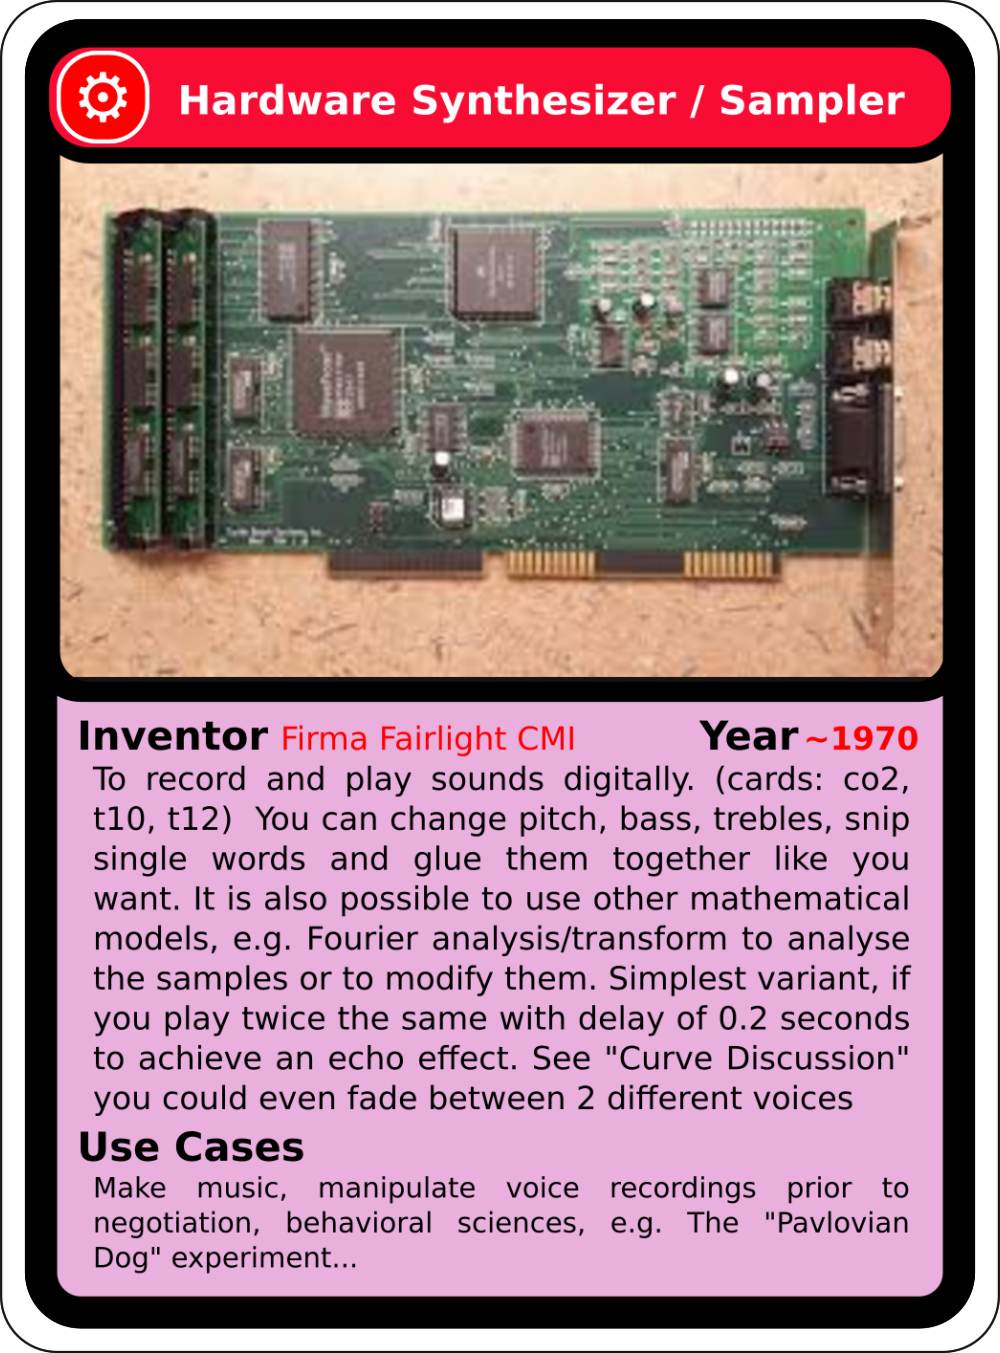 Hardware Synthesizer / Sampler
Inventor Firma Fairlight CMI Year ~1970
To record and play sounds digitally. (cards: co2,
t10, t12) You can change pitch, bass, trebles, snip
single words and glue them together like you
want. It is also possible to use other mathematical
models, e.g. Fourier analysis/transform to analyse
the samples or to modify them. Simplest variant, if
you play twice the same with delay of 0.2 seconds
to achieve an echo effect. See "Curve Discussion"
you could even fade between 2 different voices
Use Cases
Make music, manipulate voice recordings prior to
negotiation, behavioral sciences, e.g. The "Pavlovian
Dog" experiment...